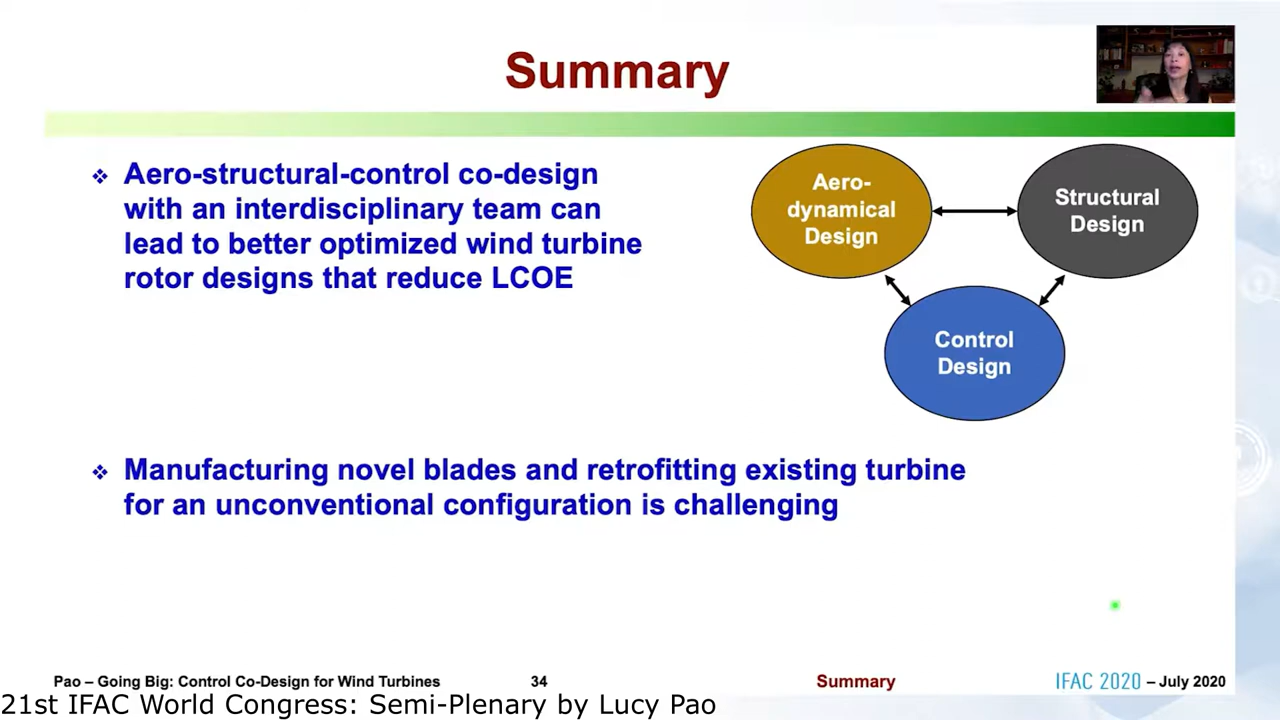 Summary
❖ Aero-structural-control co-design
with an interdisciplinary team can
lead to better optimized wind turbine
rotor designs that reduce LCOE
Aero-
dynamical
Design
Structural
Design
Control
Design
❖ Manufacturing novel blades and retrofitting existing turbine
for an unconventional configuration is challenging
Pao – Going Big: Control Co-Design for Wind Turbines 34 Summary IFAC 2020 – July 2020
21st IFAC World Congress: Semi-Plenary by Lucy Pao